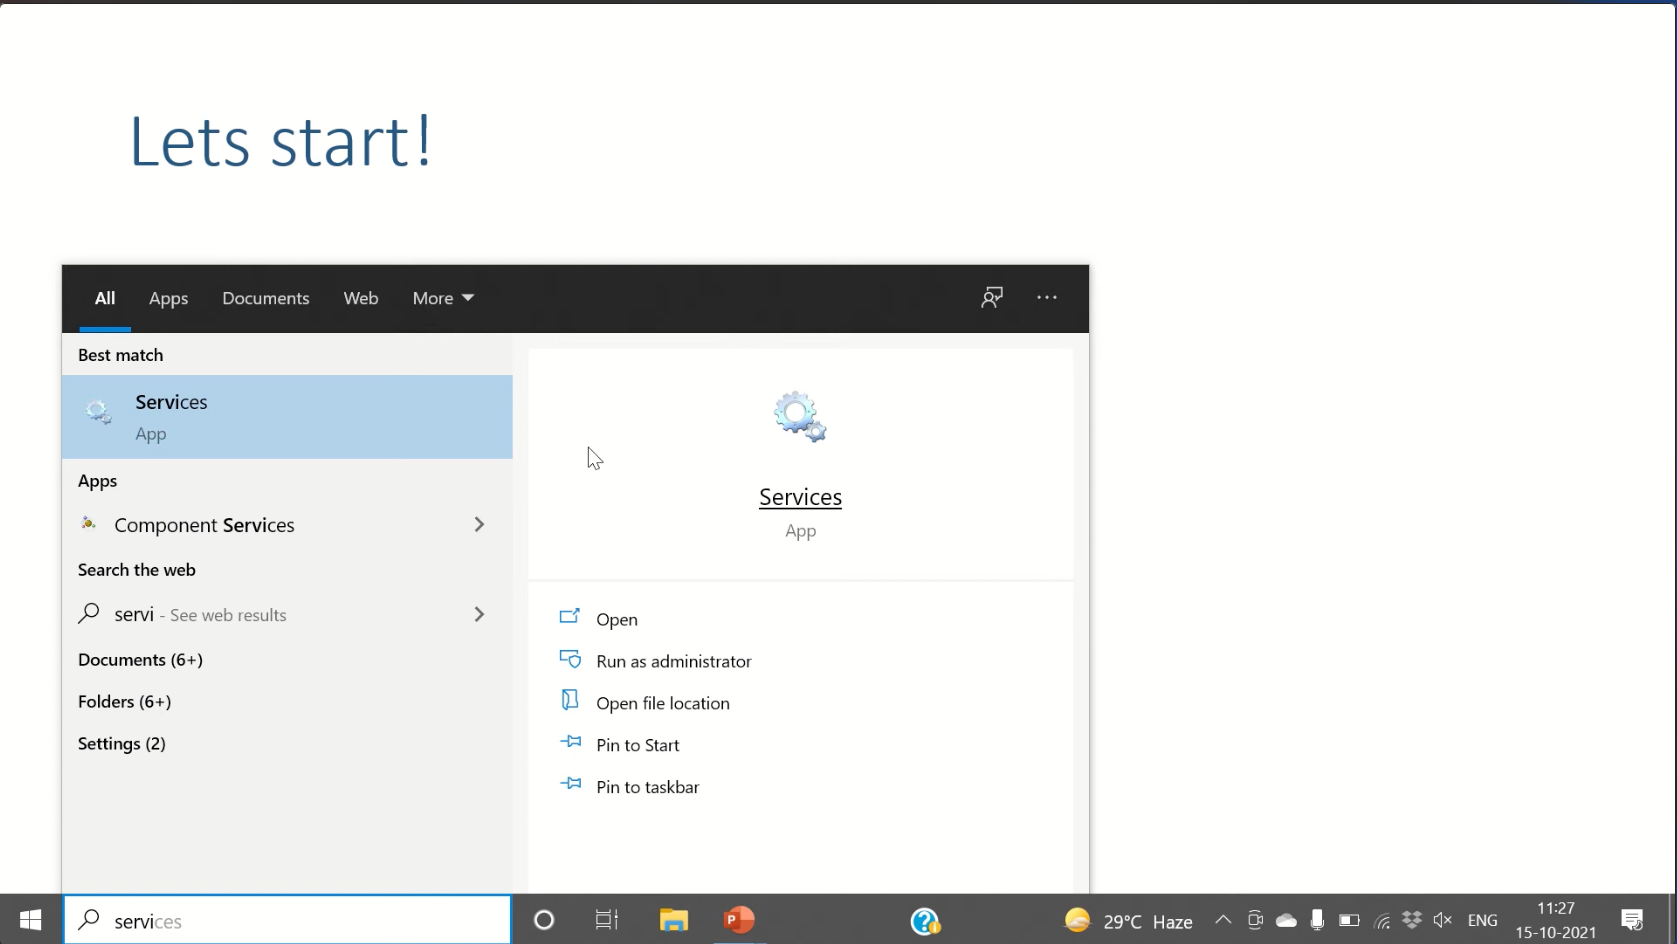 Lets start!
All Apps Documents Web More
Best match
Services
App
Apps
Component Services
Search the web
servi - See web results
Documents (6+)
Folders (6+)
Settings (2)
Services
App
Open
Run as administrator
Open file location
Pin to Start
Pin to taskbar
services
29°C Haze
ENG
11:27
15-10-2021